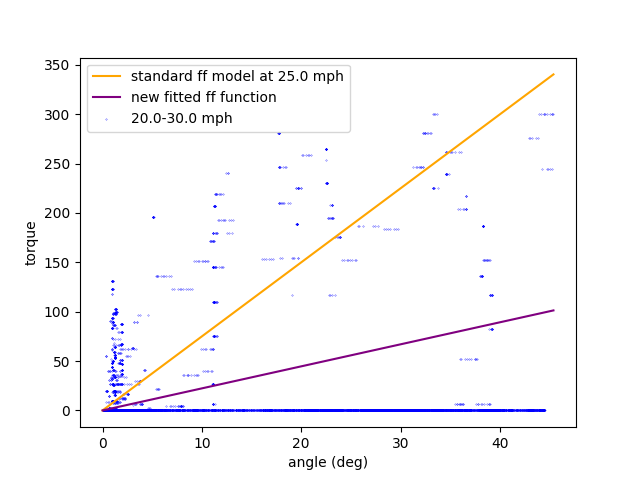 350
300
250
200
150
100
50
0
torque
standard ff model at 25.0 mph
new fitted ff function
20.0-30.0 mph
0 10 20 30 40
angle (deg)